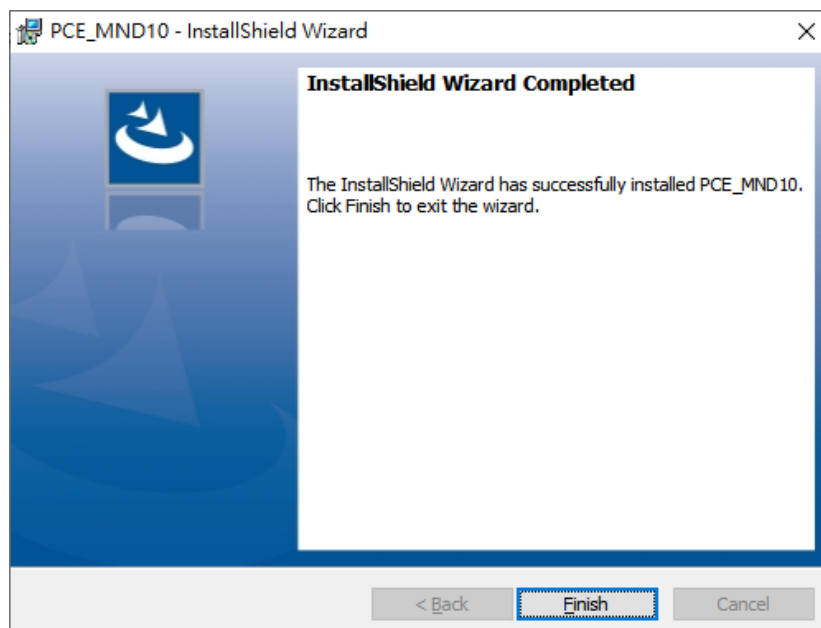 PCE_MND10 - InstallShield Wizard
InstallShield Wizard Completed
The InstallShield Wizard has successfully installed PCE_MND10.
Click Finish to exit the wizard.
< Back
Finish
Cancel